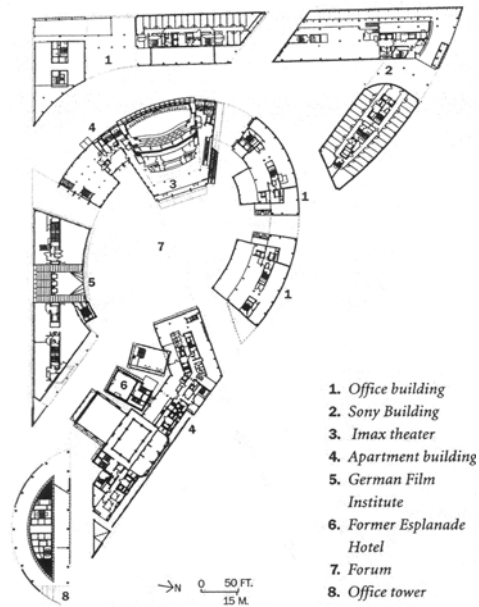 1
2
4
3
1
7
5
1
6
4
8
N
0 50 FT.
15 M.
1. Office building
2. Sony Building
3. Imax theater
4. Apartment building
5. German Film
Institute
6. Former Esplanade
Hotel
7. Forum
8. Office tower